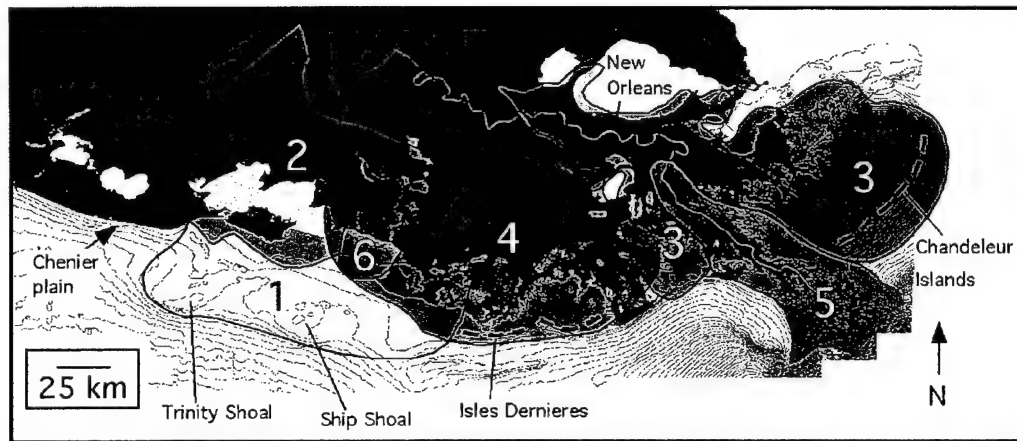 New
Orleans
2
3
6
4
3
Chandeleur
Islands
Chenier
plain
1
5
25 km
N
Trinity Shoal
Ship Shoal
Isles Dernieres